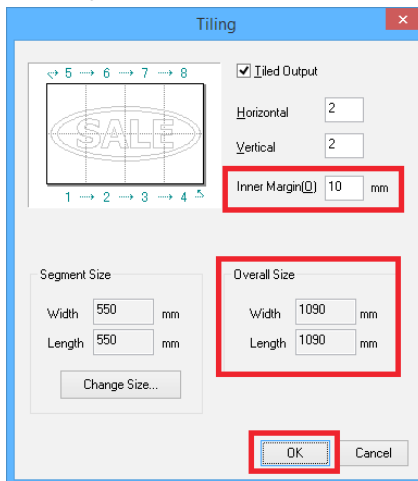 Tiling
×
5 → 6 → 7 → 8
SALE
1 → 2 → 3 → 4
Tiled Output
Horizontal 2
Vertical 2
Inner Margin(O) 10 mm
Segment Size
Width 550 mm
Length 550 mm
Change Size...
Overall Size
Width 1090 mm
Length 1090 mm
OK Cancel